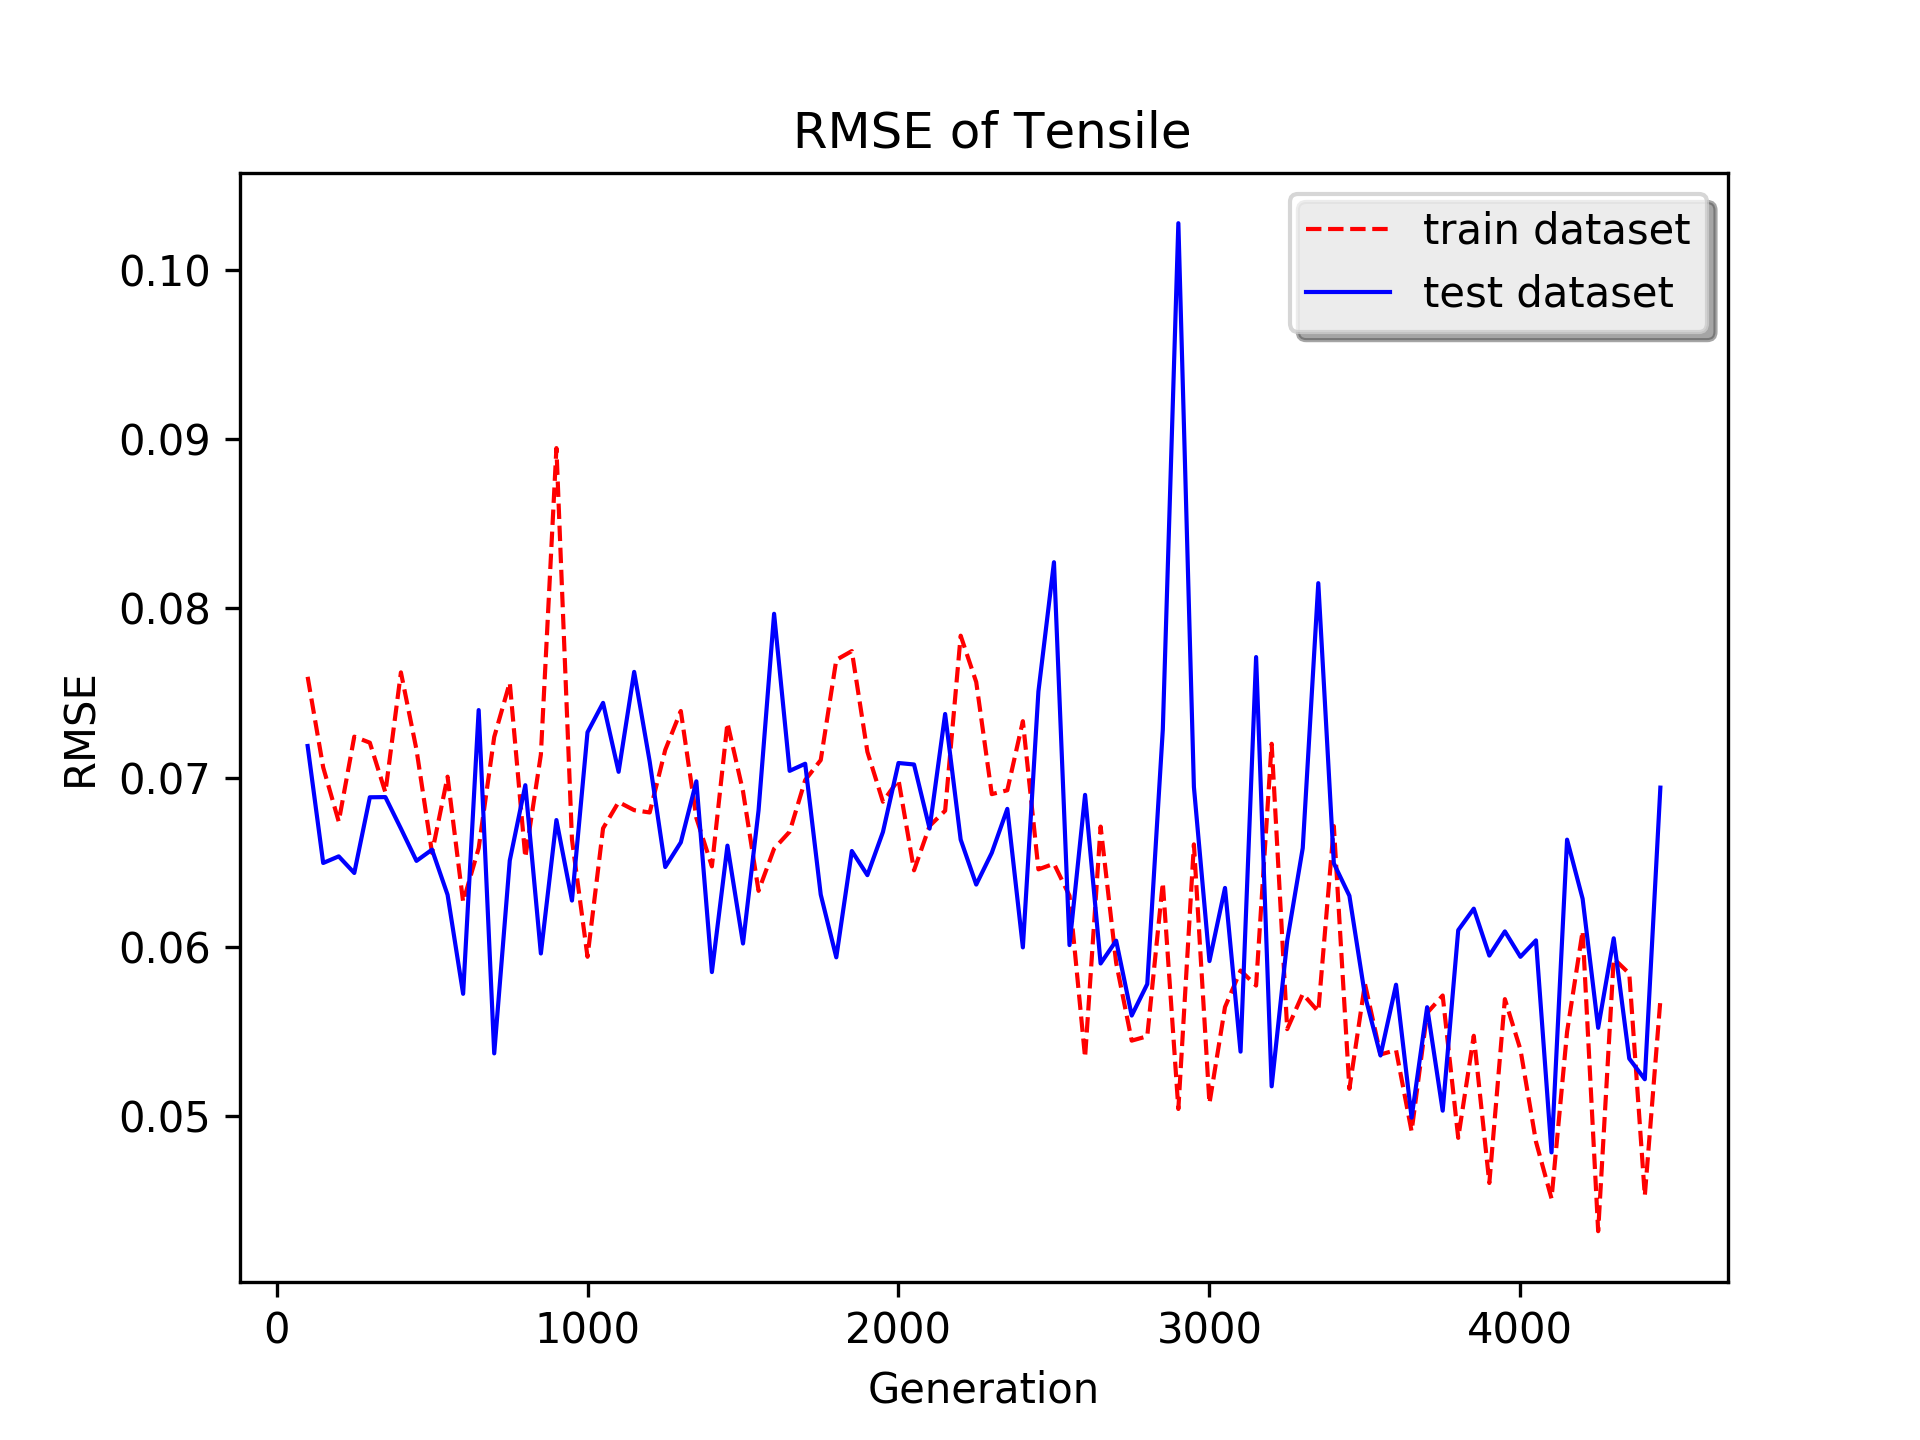 RMSE of Tensile
train dataset
test dataset
0.10
0.09
0.08
0.07
0.06
0.05
RMSE
0 1000 2000 3000 4000
Generation